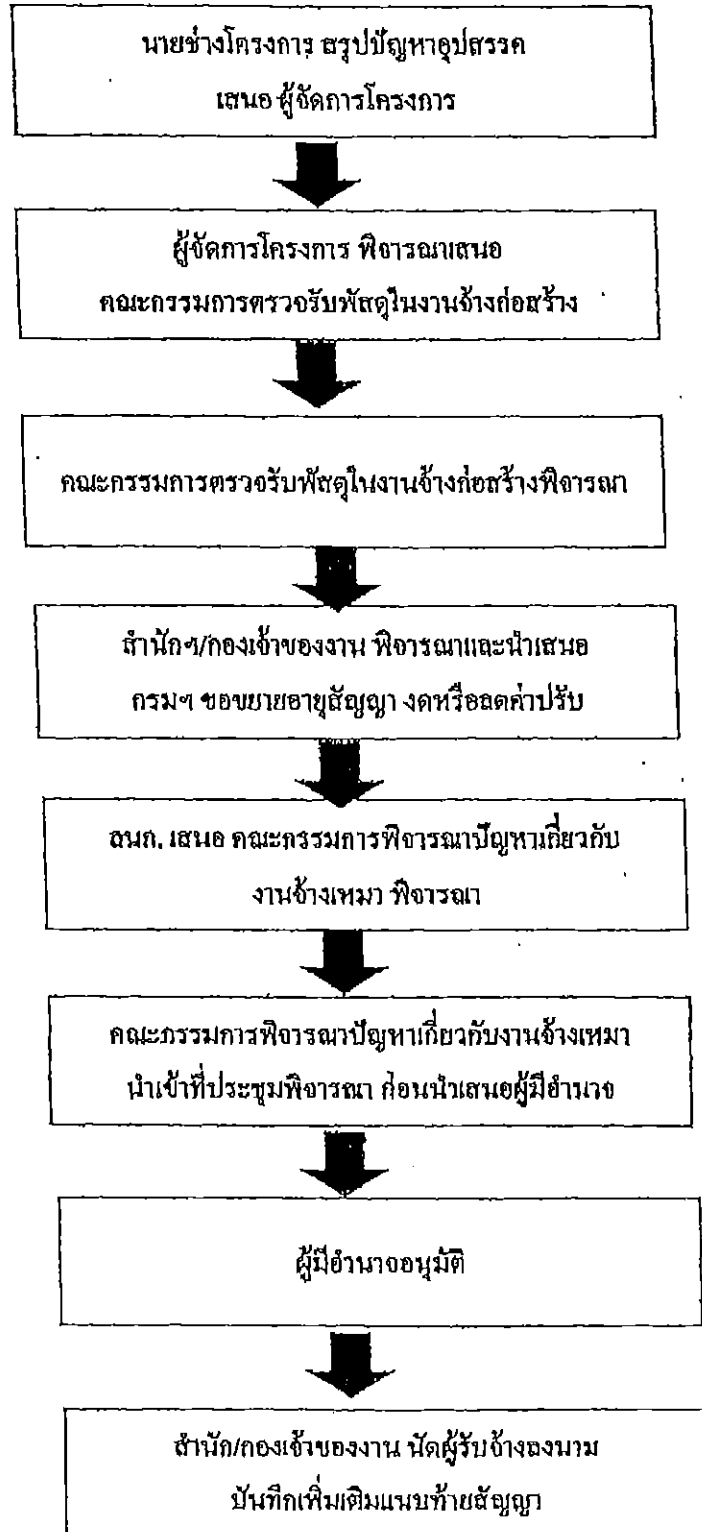 นายช่างโครงการ สรุปปัญหาอุปสรรค
เสนอ ผู้จัดการโครงการ
ผู้จัดการโครงการ พิจารณาเสนอ
คณะกรรมการตรวจรับพัสดุในงานจ้างก่อสร้าง
คณะกรรมการตรวจรับพัสดุในงานจ้างก่อสร้างพิจารณา
สำนักฯ/กองเจ้าของงาน พิจารณาและนำเสนอ
กรมฯ ขอขยายอายุสัญญา งดหรือลดค่าปรับ
สนก. เสนอ คณะกรรมการพิจารณาปัญหาเกี่ยวกับ
งานจ้างเหมา พิจารณา
คณะกรรมการพิจารณาปัญหาเกี่ยวกับงานจ้างเหมา
นำเข้าที่ประชุมพิจารณา ก่อนนำเสนอผู้มีอำนาจ
ผู้มีอำนาจอนุมัติ
สำนัก/กองเจ้าของงาน นัดผู้รับจ้างลงนาม
บันทึกเพิ่มเติมแนบท้ายสัญญา